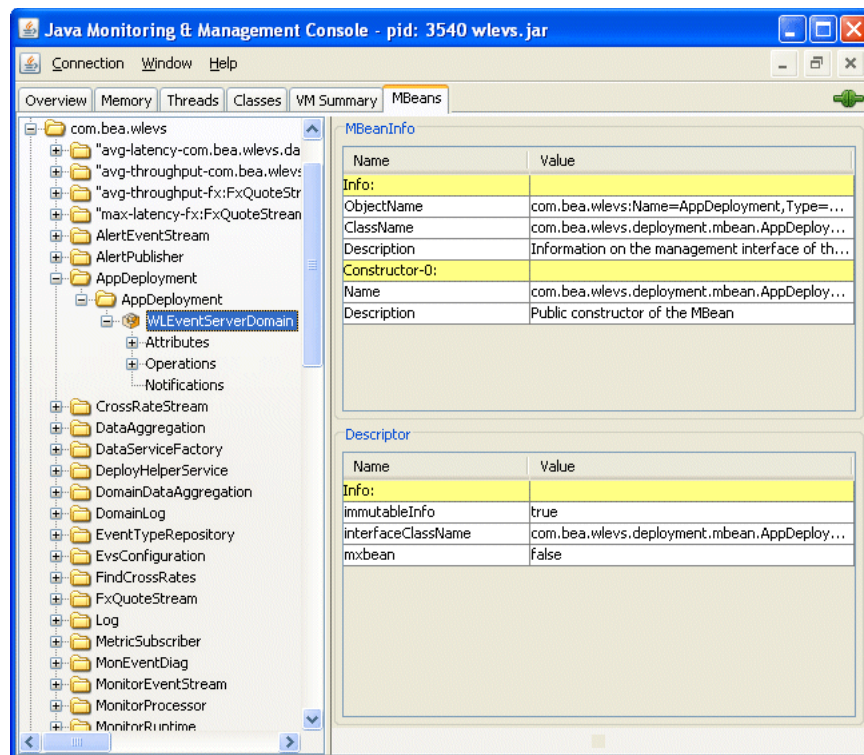 Java Monitoring & Management Console - pid: 3540 wlevs.jar
Connection Window Help
Overview Memory Threads Classes VM Summary MBeans
com.bea.wlevs
"avg-latency-com.bea.wlevs.da
"avg-throughput-com.bea.wlevs
"avg-throughput-fx:FxQuoteStr
"max-latency-fx:FxQuoteStrean
AlertEventStream
AlertPublisher
AppDeployment
AppDeployment
WLEventServerDomain
Attributes
Operations
Notifications
CrossRateStream
DataAggregation
DataServiceFactory
DeployHelperService
DomainDataAggregation
DomainLog
EventTypeRepository
EvsConfiguration
FindCrossRates
FxQuoteStream
Log
MetricSubscriber
MonEventDiag
MonitorEventStream
MonitorProcessor
MonitorRuntime
MBeanInfo
Name Value
Info:
ObjectName com.bea.wlevs:Name=AppDeployment,Type=...
ClassName com.bea.wlevs.deployment.mbean.AppDeploy...
Description Information on the management interface of th...
Constructor-0:
Name com.bea.wlevs.deployment.mbean.AppDeploy...
Description Public constructor of the MBean
Descriptor
Name Value
Info:
immutableInfo true
interfaceClassName com.bea.wlevs.deployment.mbean.AppDeploy...
mxbean false